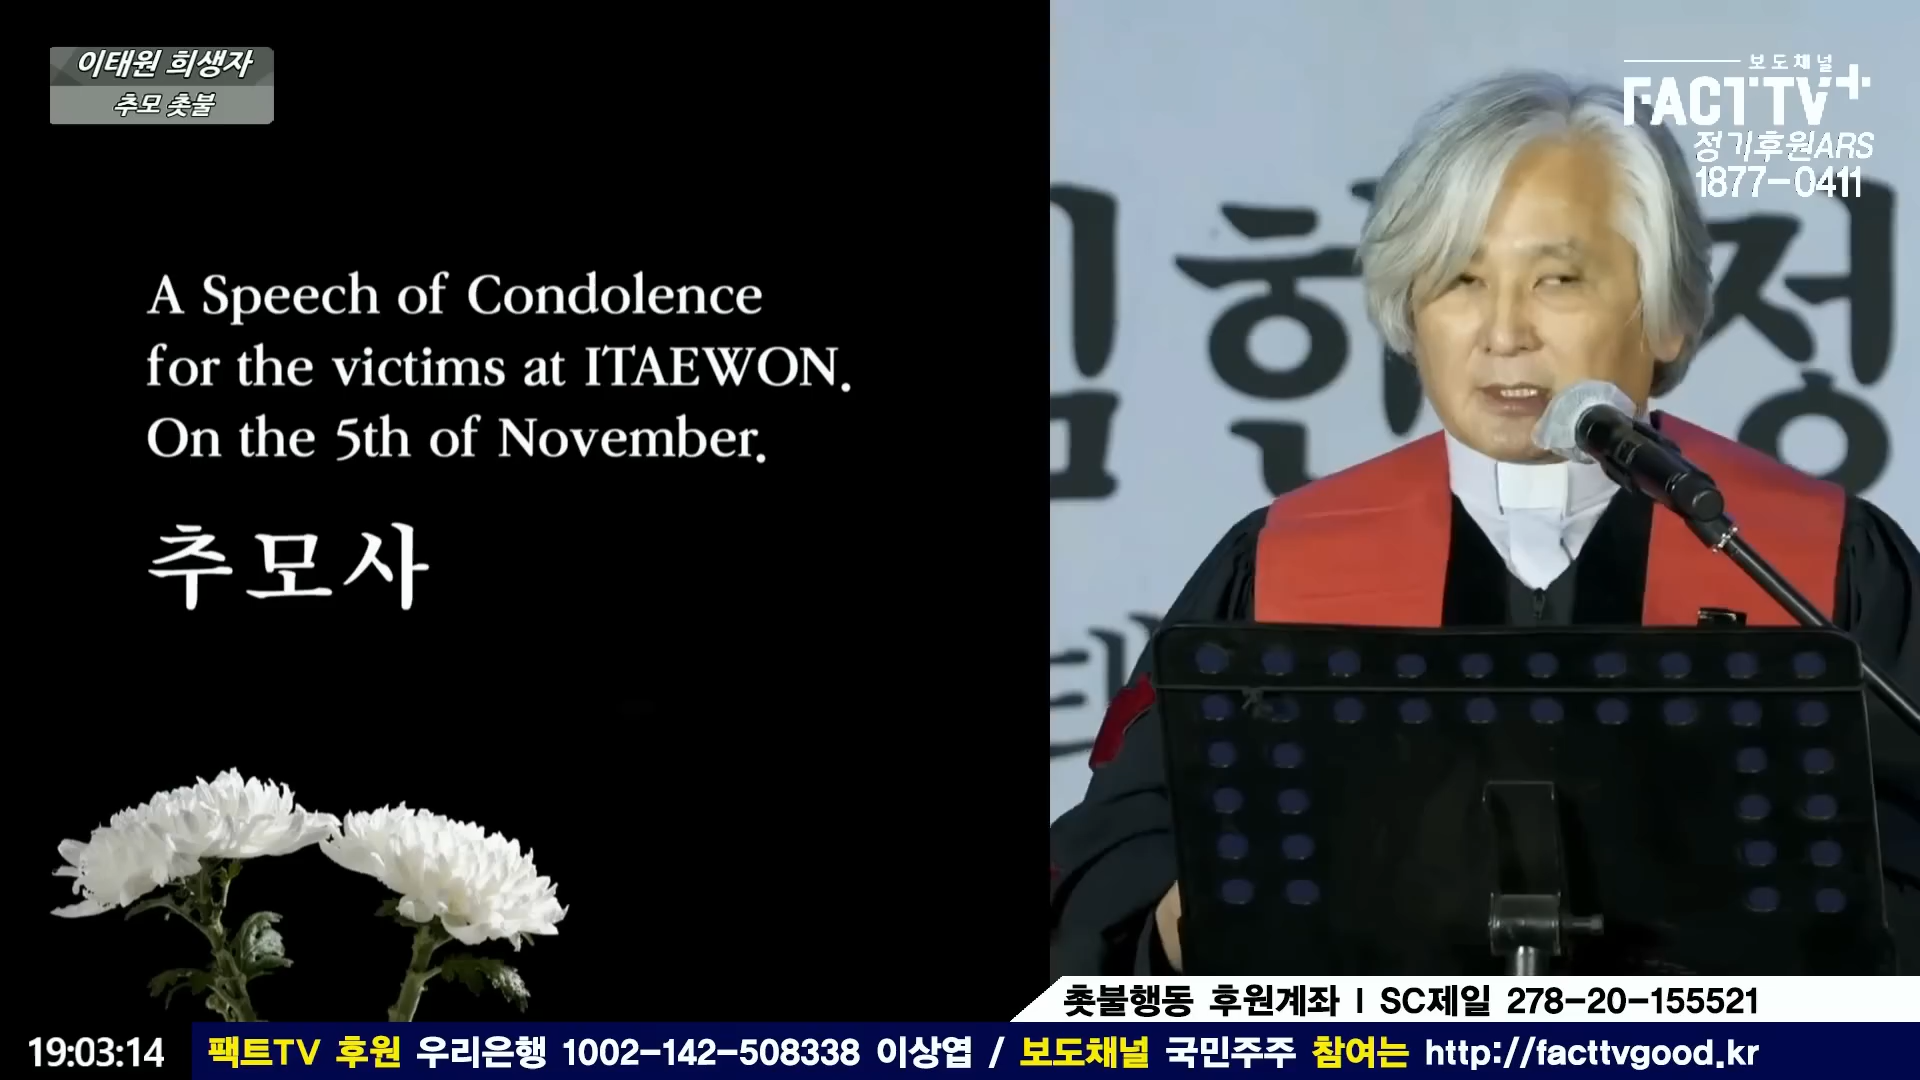 이태원 희생자
추모 촛불
A Speech of Condolence
for the victims at ITAEWON.
On the 5th of November.
추모사
보도채널
FACTTV+
정기후원ARS
1877-0411
촛불행동 후원계좌 | SC제일 278-20-155521
19:03:14
팩트TV 후원 우리은행 1002-142-508338 이상엽 / 보도채널 국민주주 참여는 http://facttvgood.kr